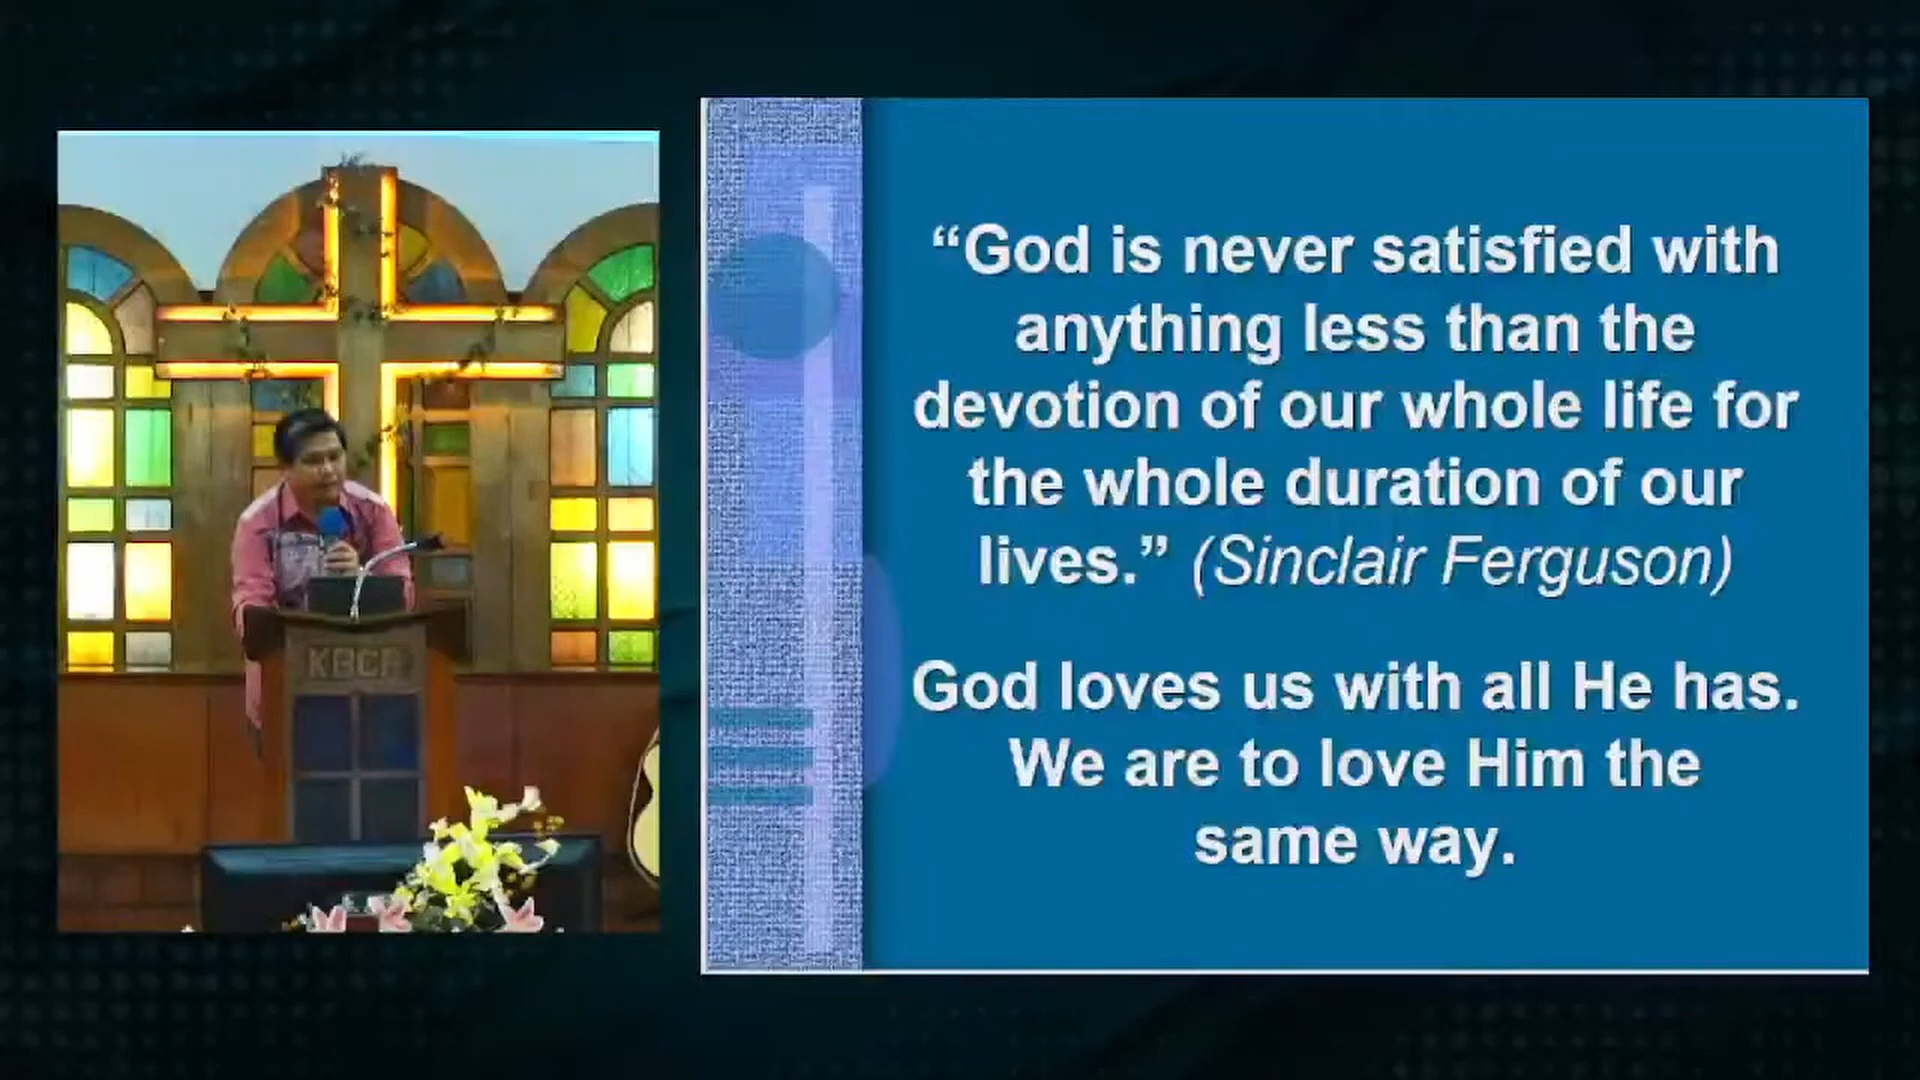 KBCF
“God is never satisfied with
anything less than the
devotion of our whole life for
the whole duration of our
lives.” (Sinclair Ferguson)
God loves us with all He has.
We are to love Him the
same way.